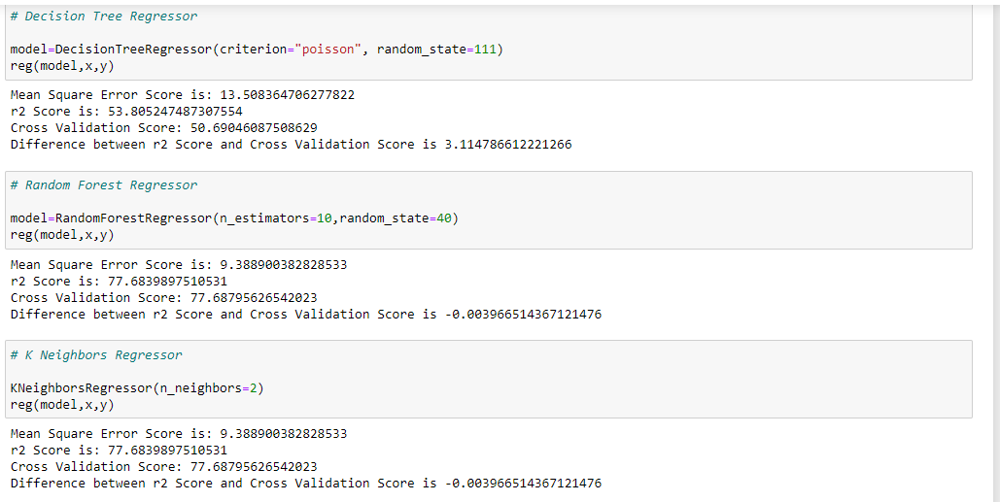 # Decision Tree Regressor
model=DecisionTreeRegressor(criterion="poisson", random_state=111)
reg(model,x,y)
Mean Square Error Score is: 13.508364706277822
r2 Score is: 53.805247487307554
Cross Validation Score: 50.69046087508629
Difference between r2 Score and Cross Validation Score is 3.114786612221266
# Random Forest Regressor
model=RandomForestRegressor(n_estimators=10,random_state=40)
reg(model,x,y)
Mean Square Error Score is: 9.388900382828533
r2 Score is: 77.6839897510531
Cross Validation Score: 77.68795626542023
Difference between r2 Score and Cross Validation Score is -0.003966514367121476
# K Neighbors Regressor
KNeighborsRegressor(n_neighbors=2)
reg(model,x,y)
Mean Square Error Score is: 9.388900382828533
r2 Score is: 77.6839897510531
Cross Validation Score: 77.68795626542023
Difference between r2 Score and Cross Validation Score is -0.003966514367121476